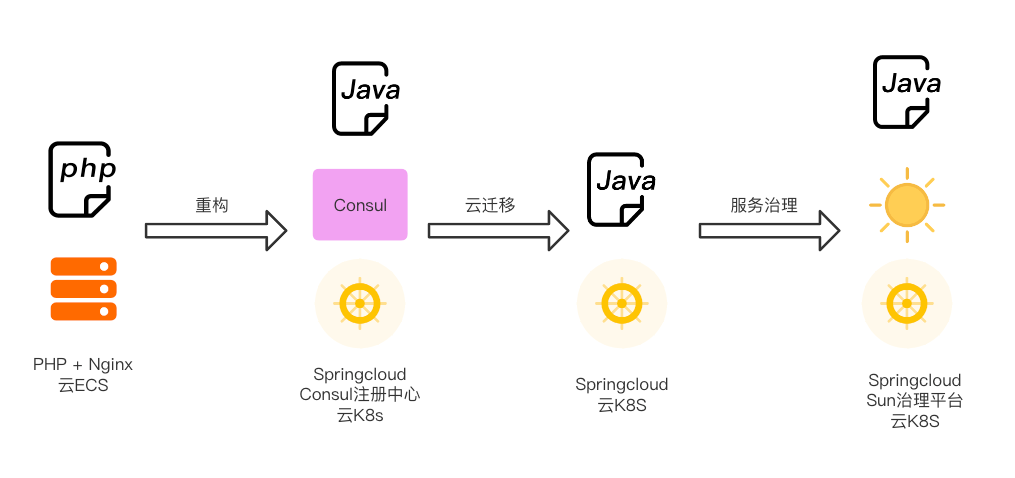 php
PHP + Nginx
云ECS
重构
Java
Consul
Springcloud
Consul注册中心
云K8s
云迁移
Java
Springcloud
云K8S
服务治理
Java
Springcloud
Sun治理平台
云K8S